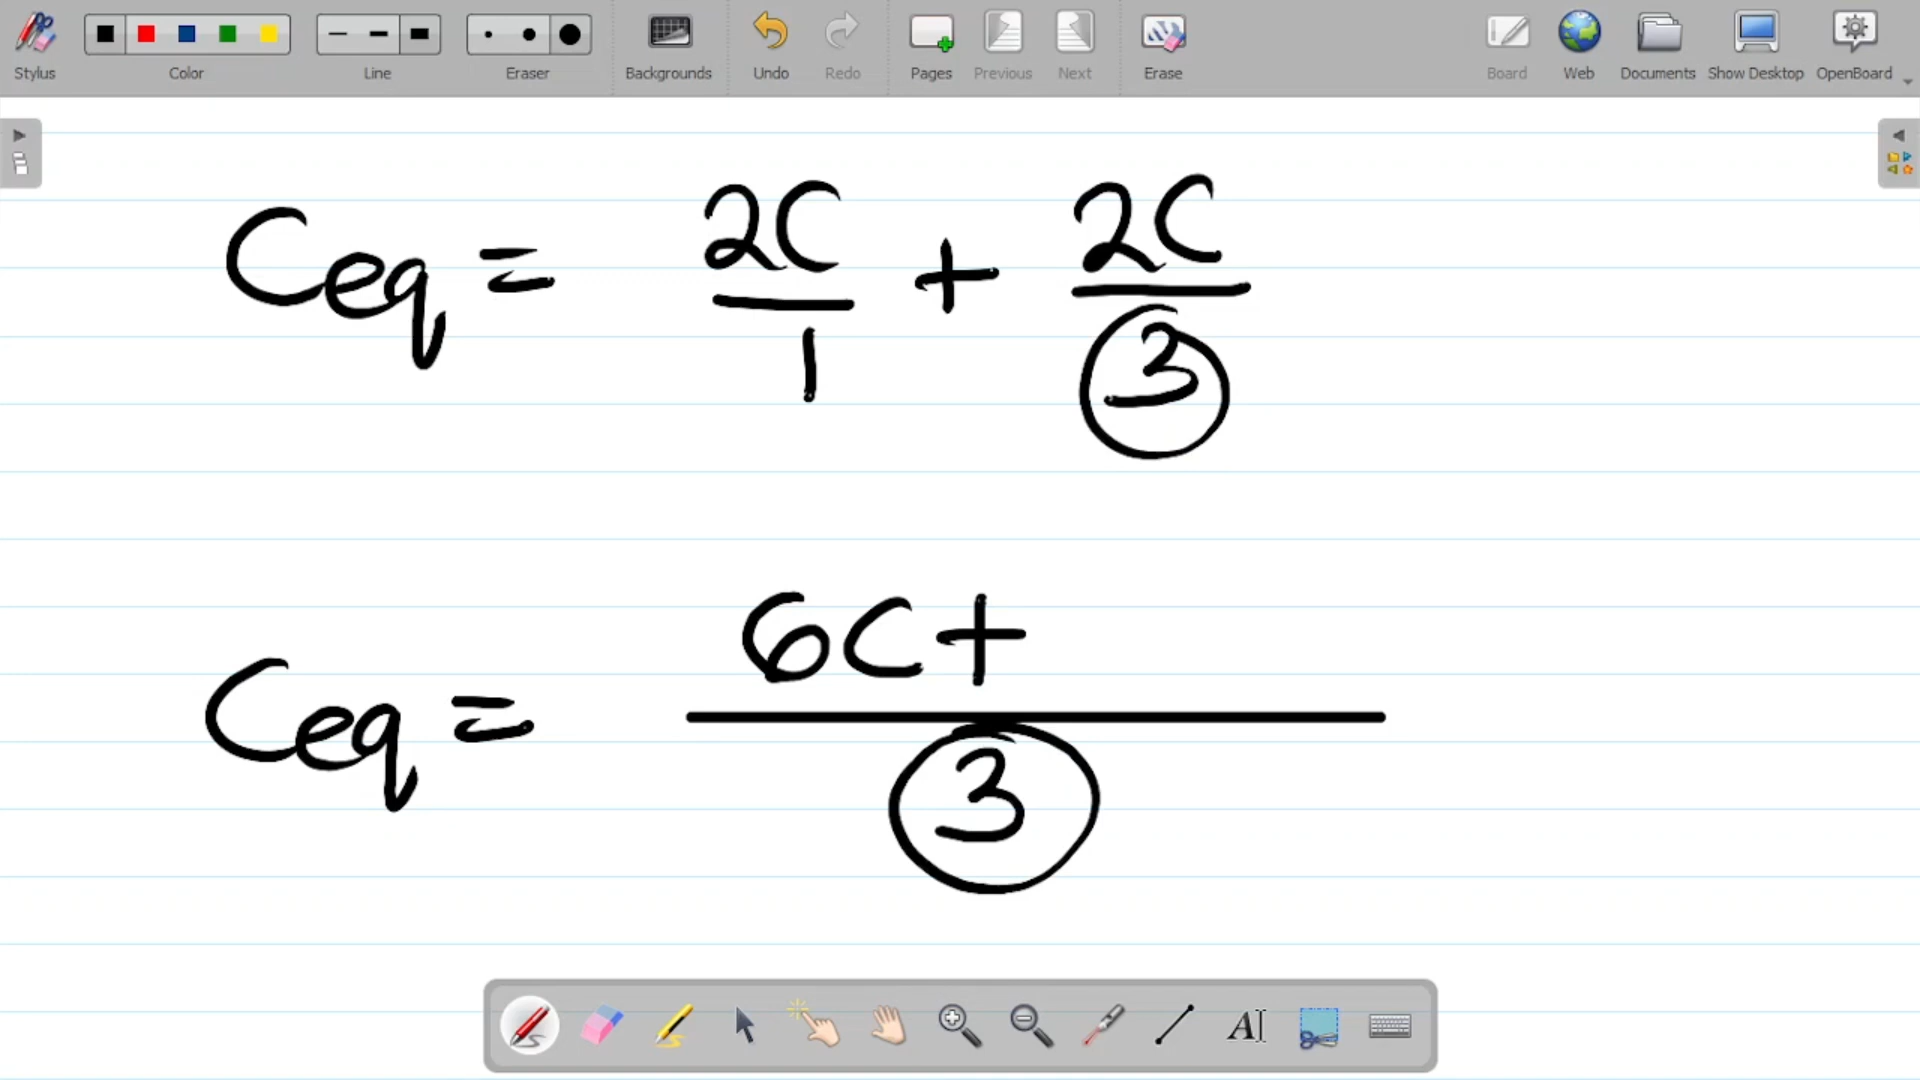 Stylus Color Line Eraser Backgrounds Undo Redo Pages Previous Next Erase Board Web Documents Show Desktop OpenBoard
Ceq = 2C/1 + 2C/3
Ceq = 6C+ /3